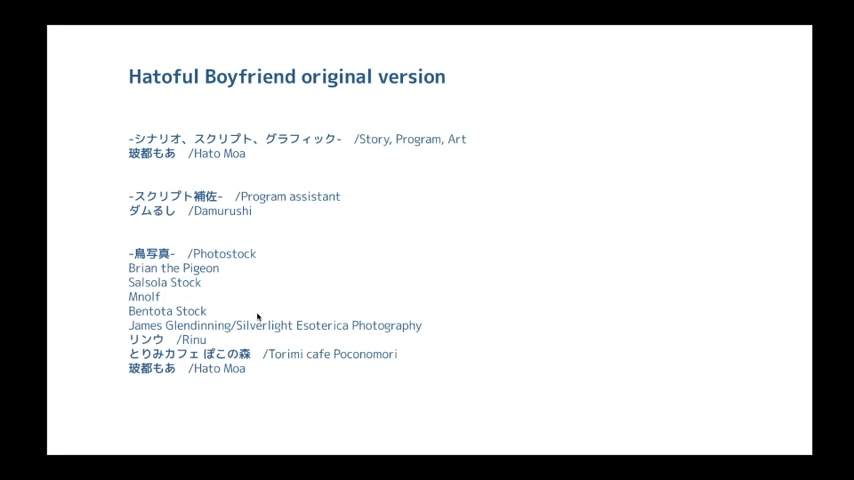 Hatoful Boyfriend original version
-シナリオ、スクリプト、グラフィック-　/Story, Program, Art
玻都もあ　/Hato Moa
-スクリプト補佐-　/Program assistant
ダムるし　/Damurushi
-鳥写真-　/Photostock
Brian the Pigeon
Salsola Stock
Mnolf
Bentota Stock
James Glendinning/Silverlight Esoterica Photography
リンウ　/Rinu
とりみカフェ ぽこの森　/Torimi cafe Poconomori
玻都もあ　/Hato Moa